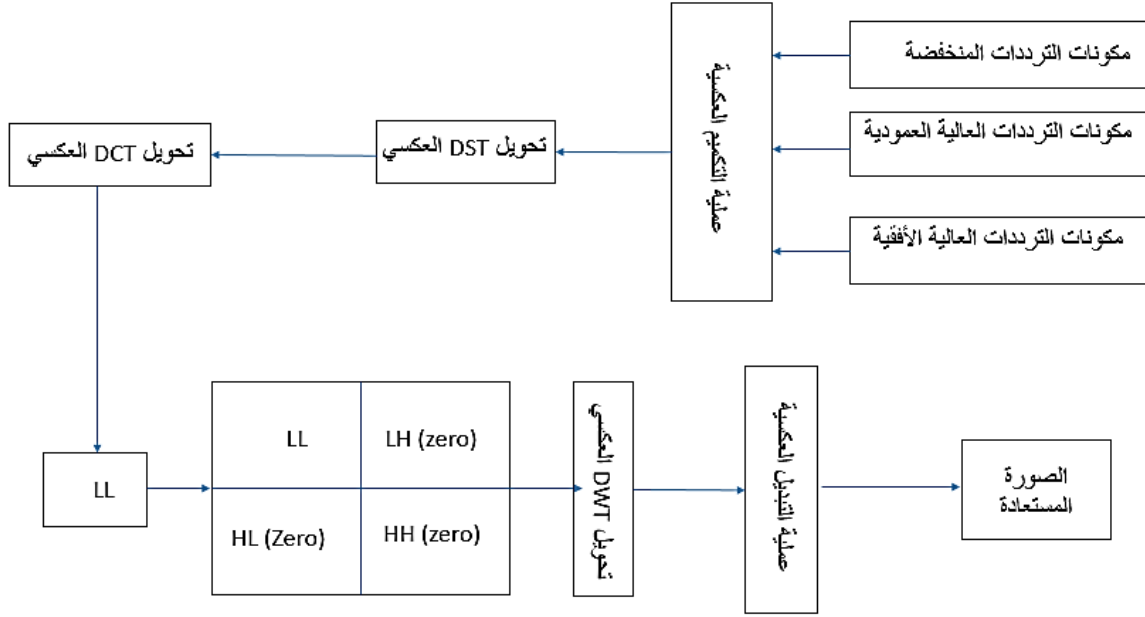 مكونات الترددات المنخفضة
مكونات الترددات العالية العمودية
مكونات الترددات العالية الأفقية
عملية التكميم العكسية
تحويل DST العكسي
تحويل DCT العكسي
LL
LL
LH (zero)
HL (Zero)
HH (zero)
تحويل DWT العكسي
عملية التبديل العكسية
الصورة
المستعادة